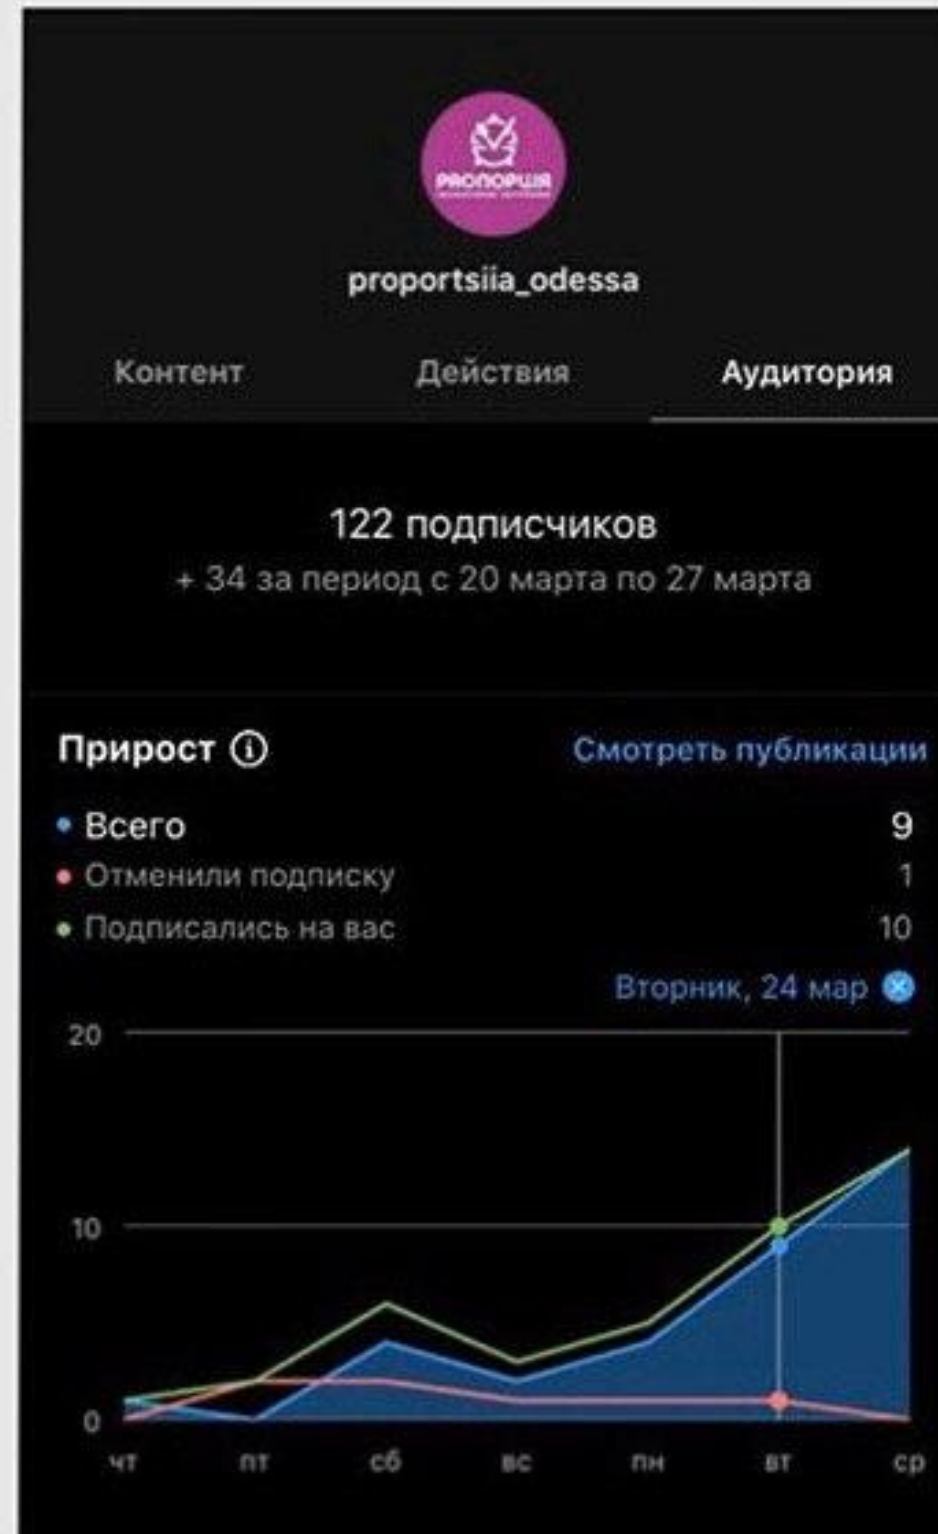 PRОПОРЦІЯ
proportsiia_odessa
Контент Действия Аудитория
122 подписчиков
+ 34 за период с 20 марта по 27 марта
Прирост
Смотреть публикации
Всего 9
Отменили подписку 1
Подписались на вас 10
Вторник, 24 мар
20
10
0
чт пт сб вс пн вт ср